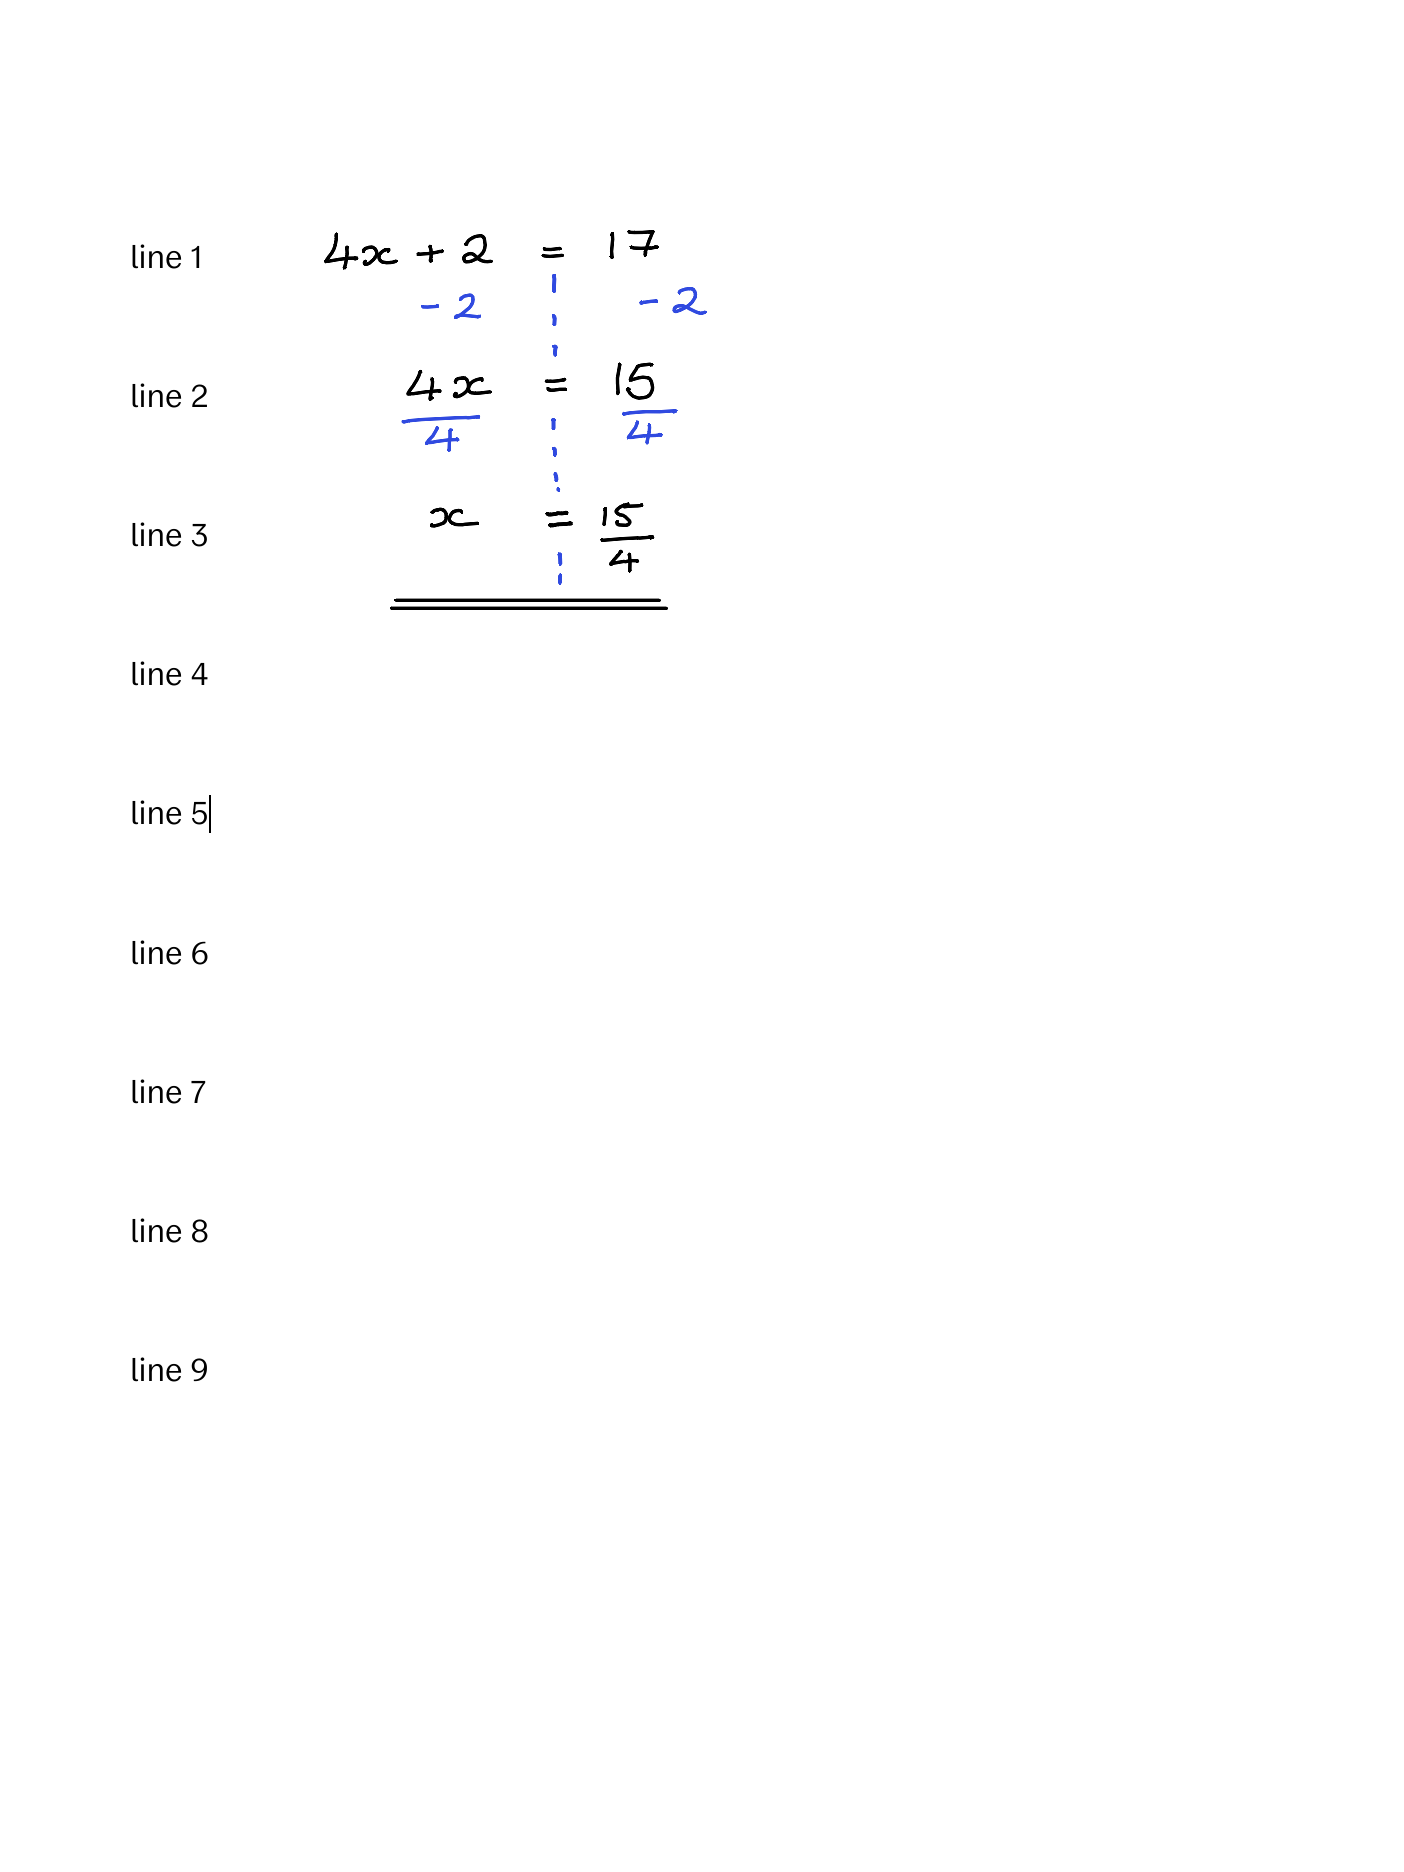 line 1 4x + 2 = 17
- 2 - 2
line 2 4x = 15
4 4
line 3 x = 15
4
line 4
line 5
line 6
line 7
line 8
line 9